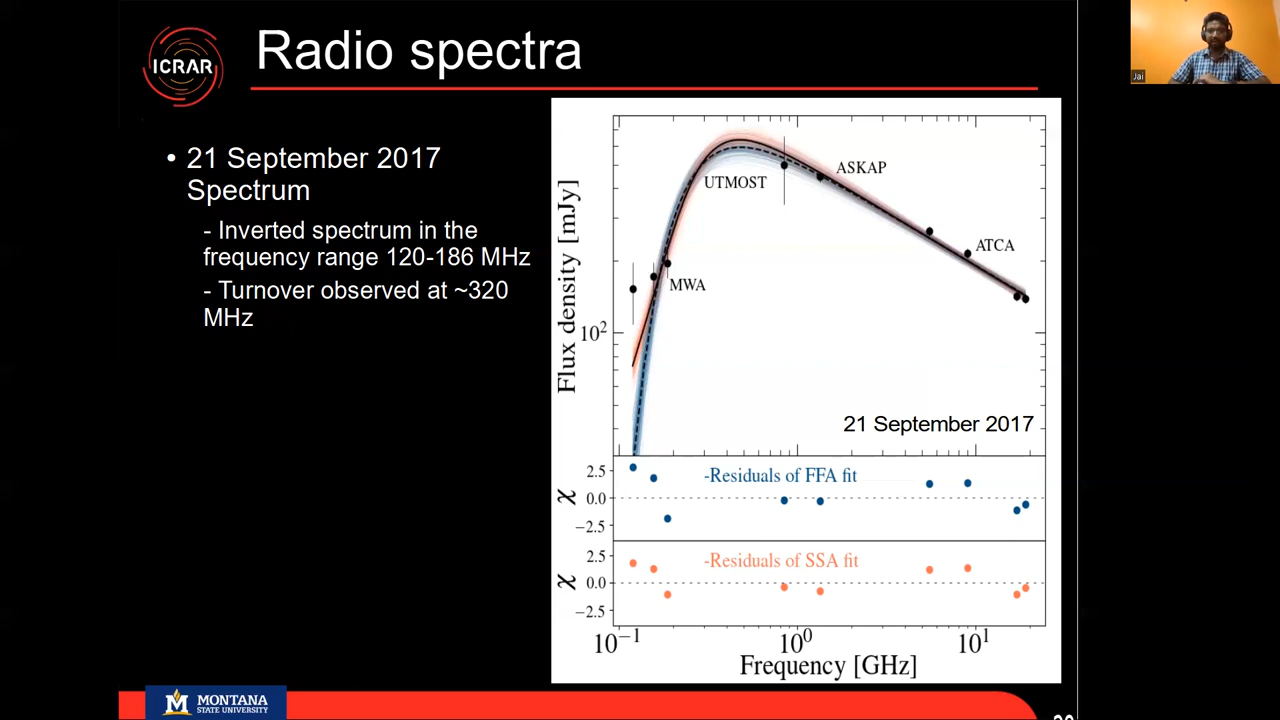 ICRAR
Radio spectra
Jai
• 21 September 2017
Spectrum
- Inverted spectrum in the
frequency range 120-186 MHz
- Turnover observed at ~320
MHz
Flux density [mJy]
10²
UTMOST
ASKAP
MWA
ATCA
21 September 2017
χ
2.5
0.0
−2.5
-Residuals of FFA fit
χ
2.5
0.0
−2.5
-Residuals of SSA fit
10⁻¹ 10⁰ 10¹
Frequency [GHz]
MONTANA
STATE UNIVERSITY